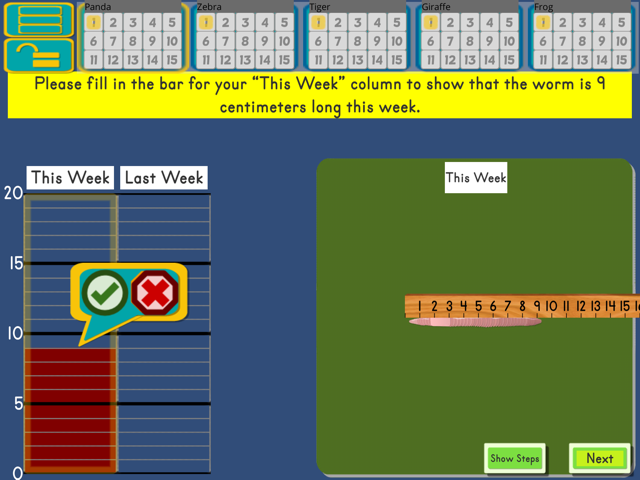 Panda Zebra Tiger Giraffe Frog
1 2 3 4 5 1 2 3 4 5 1 2 3 4 5 1 2 3 4 5 1 2 3 4 5
6 7 8 9 10 6 7 8 9 10 6 7 8 9 10 6 7 8 9 10 6 7 8 9 10
11 12 13 14 15 11 12 13 14 15 11 12 13 14 15 11 12 13 14 15 11 12 13 14 15
Please fill in the bar for your “This Week” column to show that the worm is 9
centimeters long this week.
This Week Last Week
This Week
20
15
10
5
0
1 2 3 4 5 6 7 8 9 10 11 12 13 14 15
Show Steps
Next